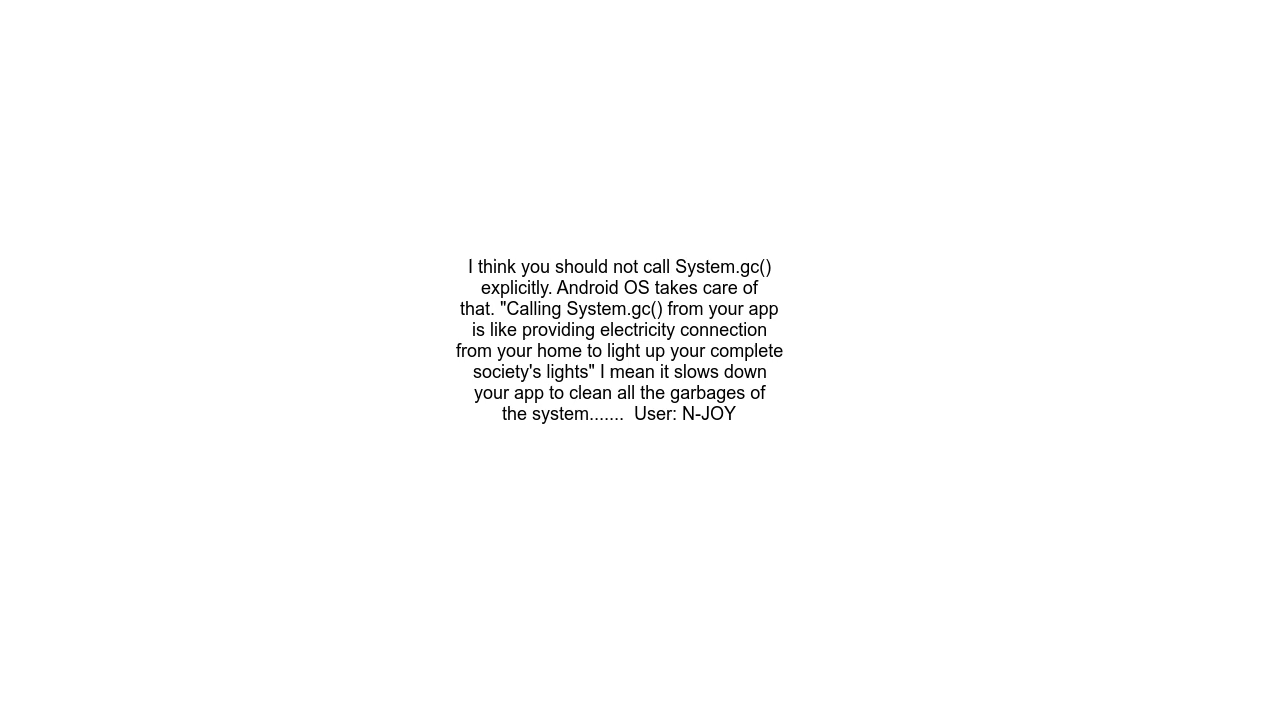 I think you should not call System.gc()
explicitly. Android OS takes care of
that. "Calling System.gc() from your app
is like providing electricity connection
from your home to light up your complete
society's lights" I mean it slows down
your app to clean all the garbages of
the system.......  User: N-JOY